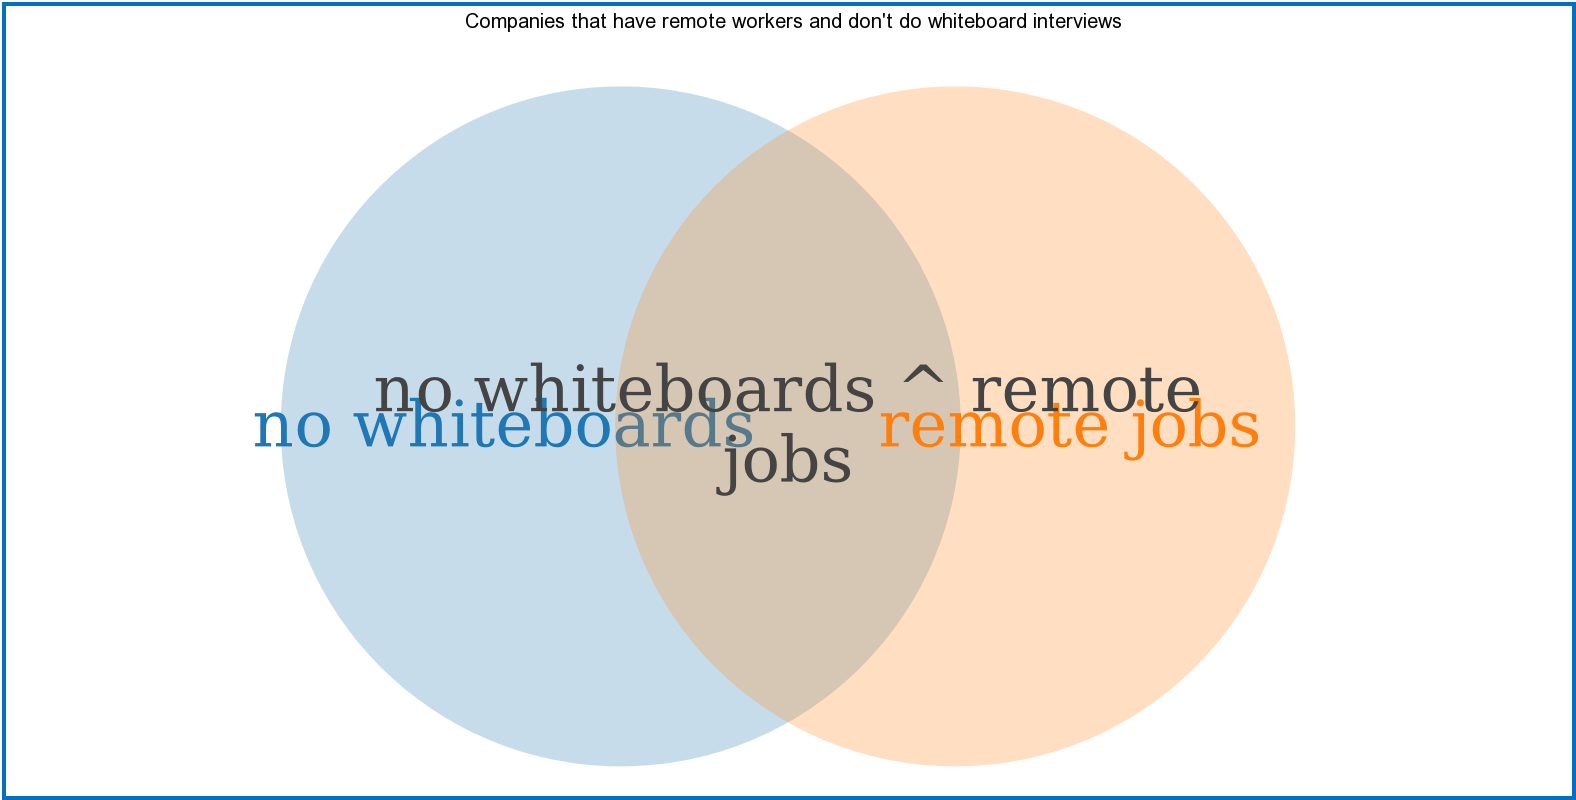 Companies that have remote workers and don't do whiteboard interviews
no whiteboards ^ remote
jobs
no whiteboards
remote jobs